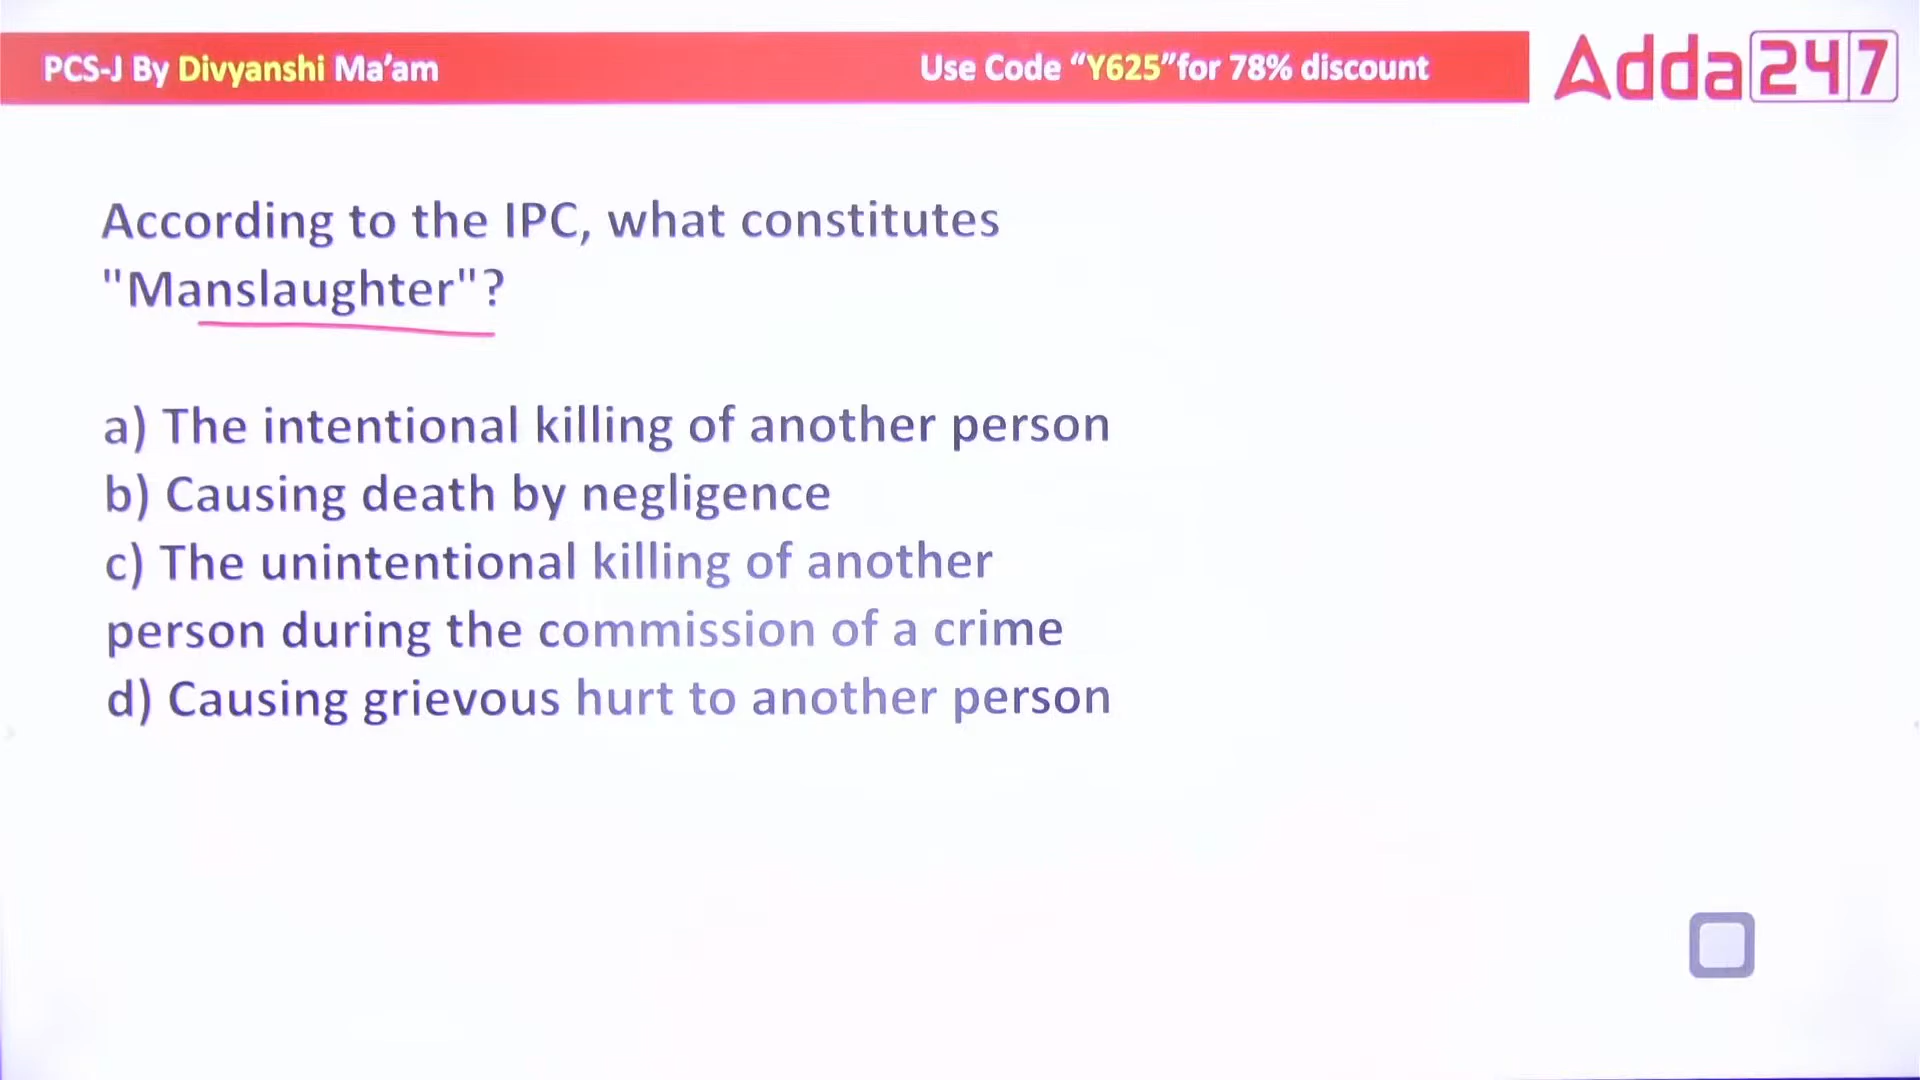 PCS-J By Divyanshi Ma’am
Use Code “Y625”for 78% discount
Adda247
According to the IPC, what constitutes
"Manslaughter"?
a) The intentional killing of another person
b) Causing death by negligence
c) The unintentional killing of another
person during the commission of a crime
d) Causing grievous hurt to another person